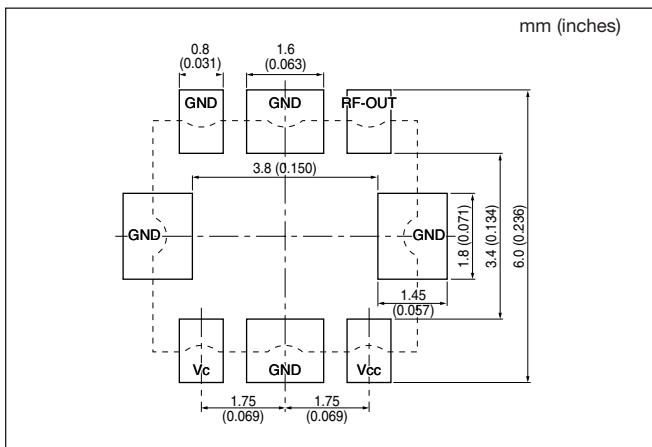 mm (inches)
0.8
(0.031)
1.6
(0.063)
GND
GND
RF-OUT
3.8 (0.150)
GND
GND
1.8 (0.071)
3.4 (0.134)
6.0 (0.236)
1.45
(0.057)
Vc
GND
Vcc
1.75
(0.069)
1.75
(0.069)